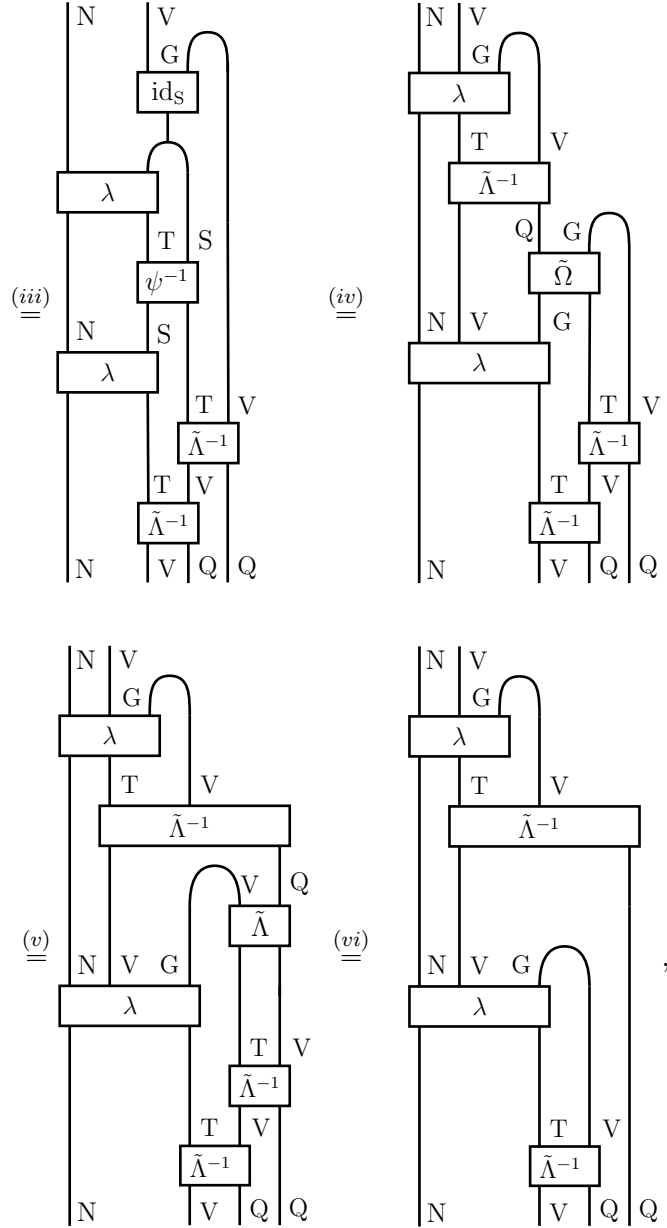 N V N V
G G
id_S λ
T V
λ Λ̃⁻¹
T S Q G
(iii) = ψ⁻¹ (iv) = Ω̃
N S N V G
λ λ
T V T V
Λ̃⁻¹ Λ̃⁻¹
T V T V
Λ̃⁻¹ Λ̃⁻¹
N V Q Q N V Q Q
N V N V
G G
λ λ
T V T V
Λ̃⁻¹ Λ̃⁻¹
V Q
Λ̃
(v) = N V G (vi) = N V G ,
λ λ
T V
Λ̃⁻¹
T V T V
Λ̃⁻¹ Λ̃⁻¹
N V Q Q N V Q Q